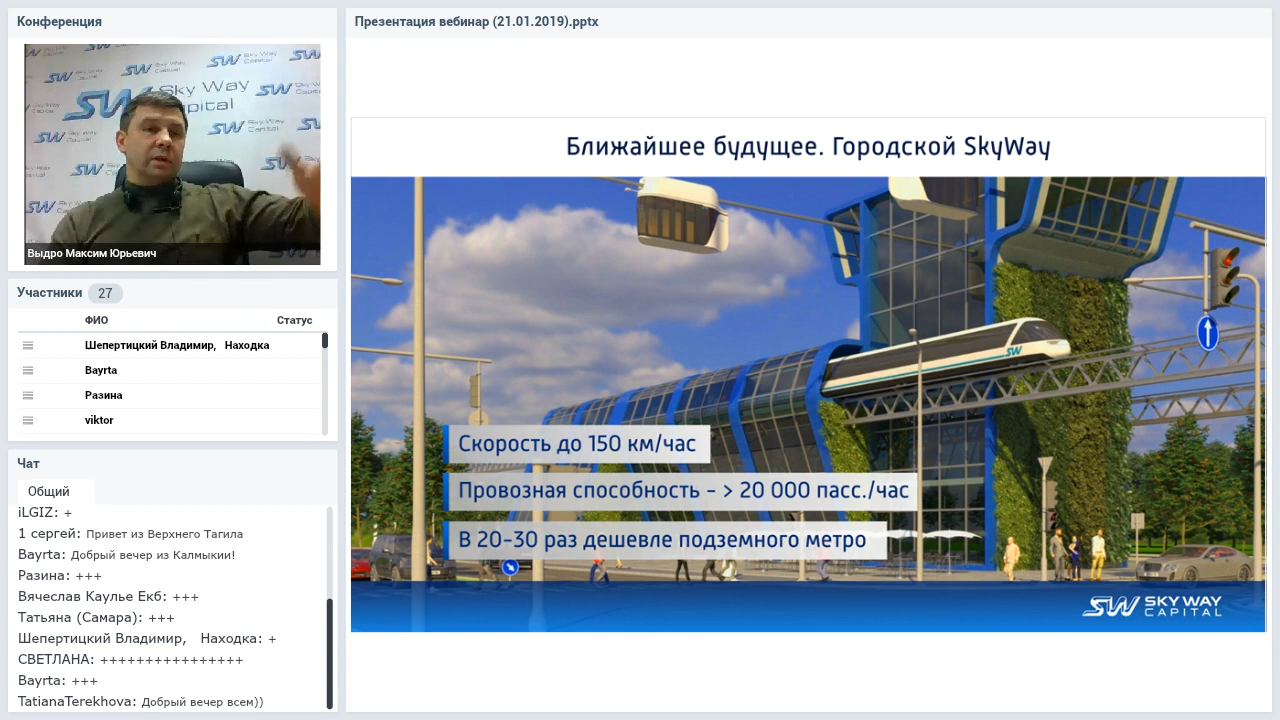 Конференция
Sky Way
Capital
Выдро Максим Юрьевич
Участники 27
ФИО Статус
Шепертицкий Владимир, Находка
Bayrta
Разина
viktor
Чат
Общий
iLGIZ: +
1 сергей: Привет из Верхнего Тагила
Bayrta: Добрый вечер из Калмыкии!
Разина: +++
Вячеслав Каулье Екб: +++
Татьяна (Самара): +++
Шепертицкий Владимир, Находка: +
СВЕТЛАНА: ++++++++++++++++
Bayrta: +++
TatianaTerekhova: Добрый вечер всем))
Презентация вебинар (21.01.2019).pptx
Ближайшее будущее. Городской SkyWay
SW
Скорость до 150 км/час
Провозная способность - > 20 000 пасс./час
В 20-30 раз дешевле подземного метро
SW SKY WAY
CAPITAL